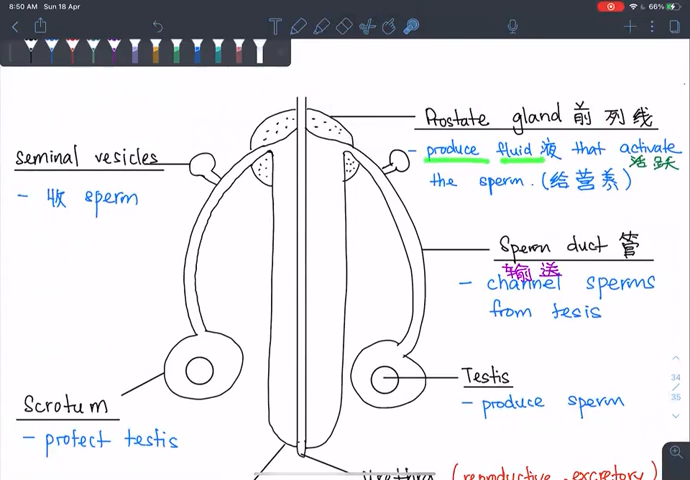 8:50 AM Sun 18 Apr
66%
Prostate gland 前列线
- produce fluid 液 that activate
活跃
the sperm. (给营养)
seminal vesicles
- 收 sperm
Sperm duct 管
输送
- channel sperms
from tesis
34
/
35
Testis
- produce sperm
Scrotum
- protect testis
Urethra (reproductive, excretory)